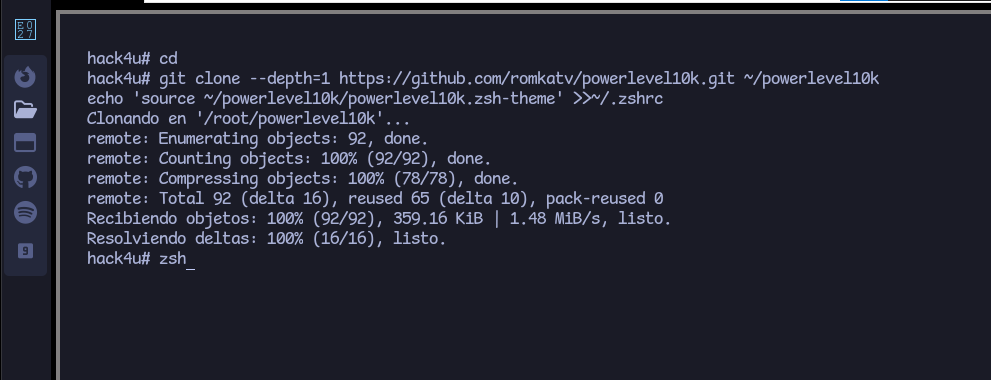 E0
27
9
hack4u# cd
hack4u# git clone --depth=1 https://github.com/romkatv/powerlevel10k.git ~/powerlevel10k
echo 'source ~/powerlevel10k/powerlevel10k.zsh-theme' >>~/.zshrc
Clonando en '/root/powerlevel10k'...
remote: Enumerating objects: 92, done.
remote: Counting objects: 100% (92/92), done.
remote: Compressing objects: 100% (78/78), done.
remote: Total 92 (delta 16), reused 65 (delta 10), pack-reused 0
Recibiendo objetos: 100% (92/92), 359.16 KiB | 1.48 MiB/s, listo.
Resolviendo deltas: 100% (16/16), listo.
hack4u# zsh_